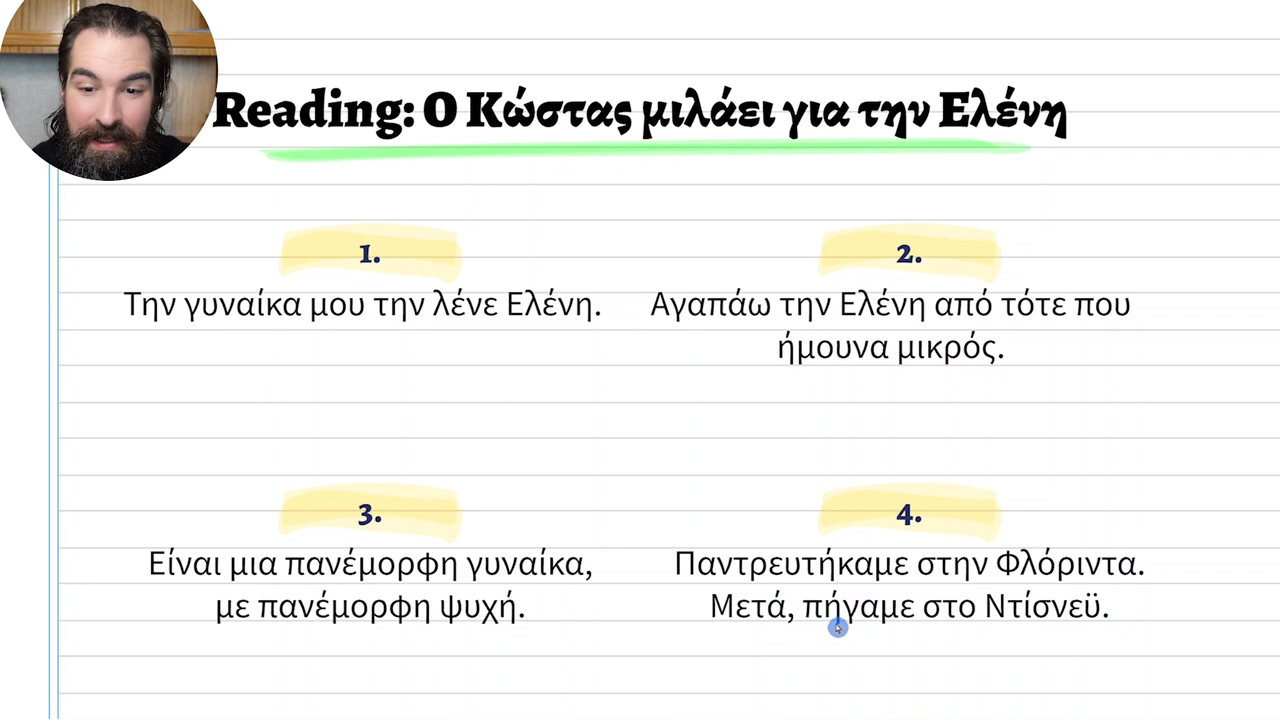 Reading: Ο Κώστας μιλάει για την Ελένη
1.
Την γυναίκα μου την λένε Ελένη.
2.
Αγαπάω την Ελένη από τότε που
ήμουνα μικρός.
3.
Είναι μια πανέμορφη γυναίκα,
με πανέμορφη ψυχή.
4.
Παντρευτήκαμε στην Φλόριντα.
Μετά, πήγαμε στο Ντίσνεϋ.